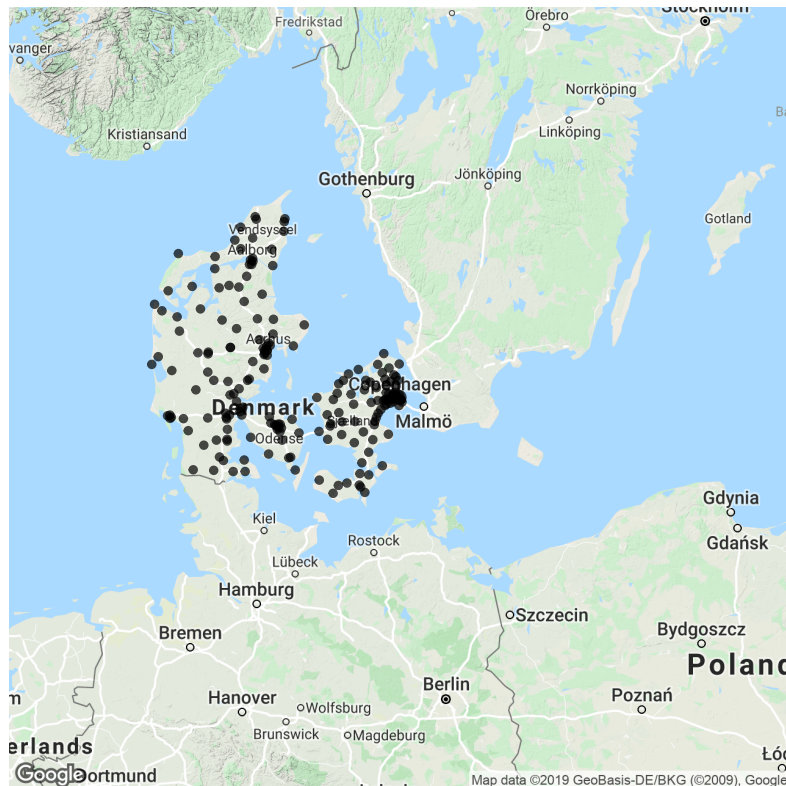 Stockholm
Örebro
Fredrikstad
vanger
Norrköping
Linköping
Kristiansand
Jönköping
Gothenburg
Gotland
Vendsyssel
Aalborg
Aarhus
Copenhagen
Denmark
Malmö
Sjælland
Odense
Gdynia
Kiel
Gdańsk
Rostock
Lübeck
Hamburg
Szczecin
Bremen
Bydgoszcz
Poland
Berlin
Hanover
Wolfsburg
Poznań
Brunswick
Magdeburg
m
erlands
Łó
Google
Dortmund
Map data ©2019 GeoBasis-DE/BKG (©2009), Google